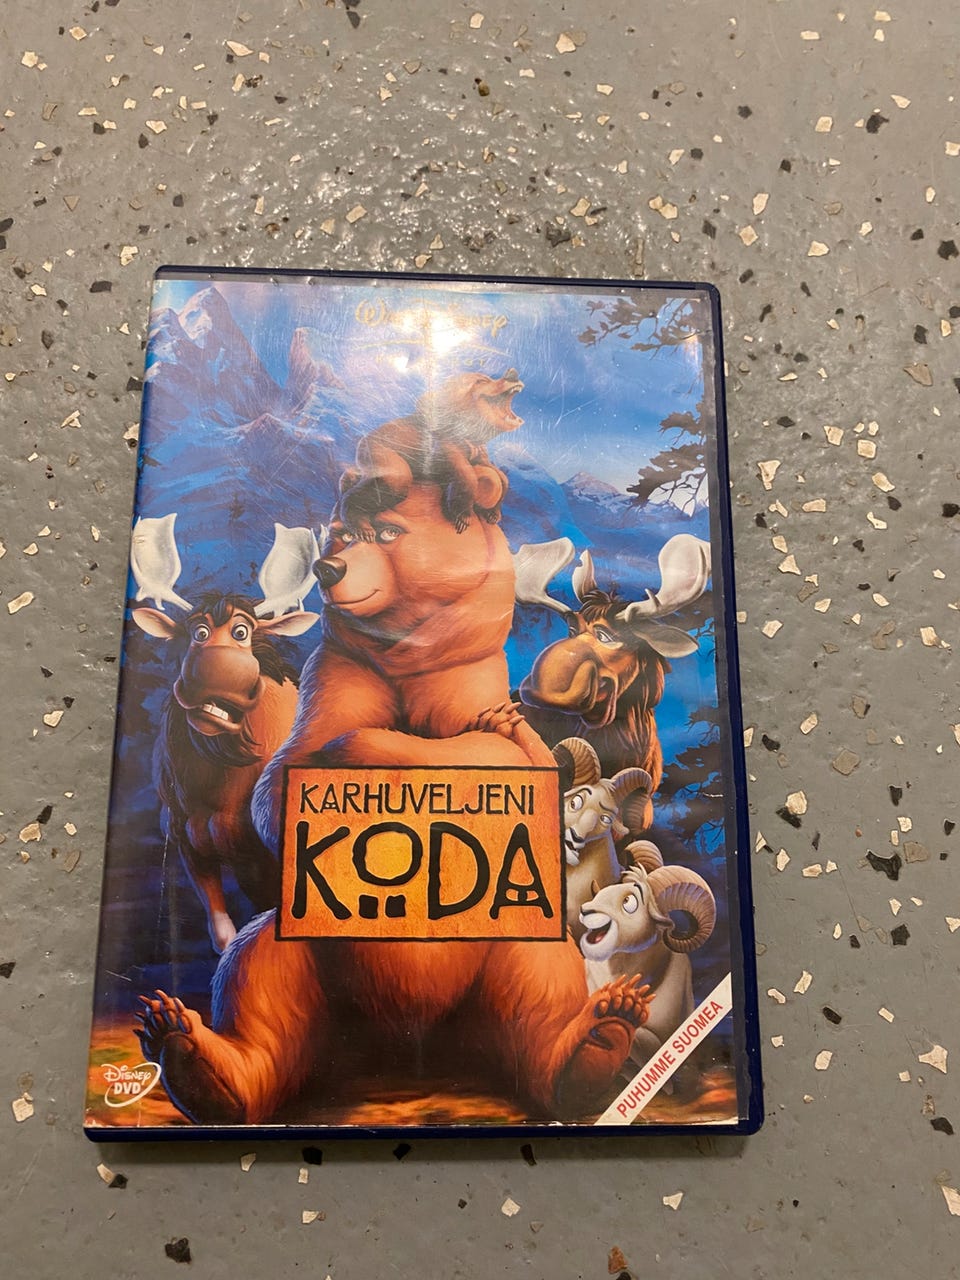 WALT DISNEY
KARHUVELJENI
KODA
DISNEY
DVD
PUHUMME SUOMEA